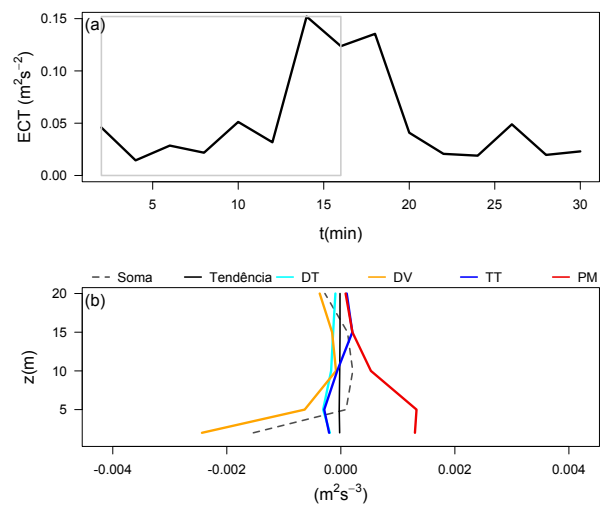 (a)
0.15
0.10
0.05
0.00
ECT (m²s⁻²)
5 10 15 20 25 30
t(min)
Soma Tendência DT DV TT PM
(b)
20
15
10
5
z(m)
-0.004 -0.002 0.000 0.002 0.004
(m²s⁻³)